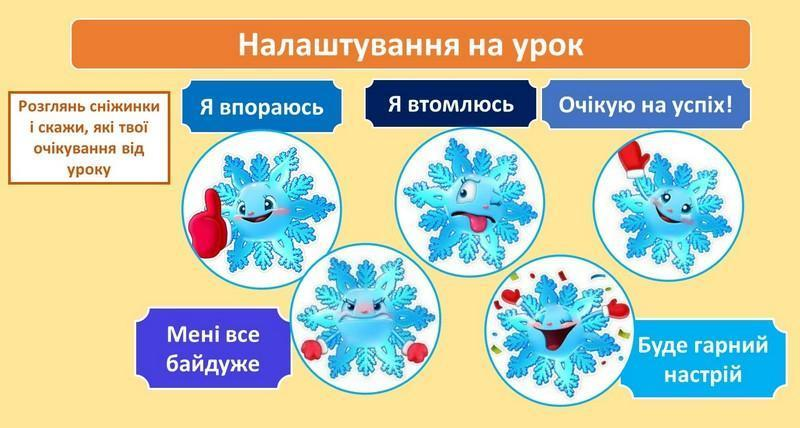 Налаштування на урок
Розглянь сніжинки
і скажи, які твої
очікування від
уроку
Я впораюсь
Я втомлюсь
Очікую на успіх!
Мені все
байдуже
Буде гарний
настрій